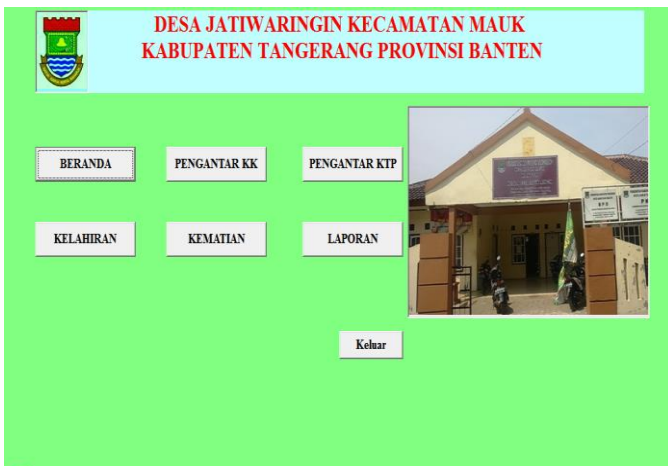 DESA JATIWARINGIN KECAMATAN MAUK
KABUPATEN TANGERANG PROVINSI BANTEN
BERANDA
PENGANTAR KK
PENGANTAR KTP
KELAHIRAN
KEMATIAN
LAPORAN
Keluar